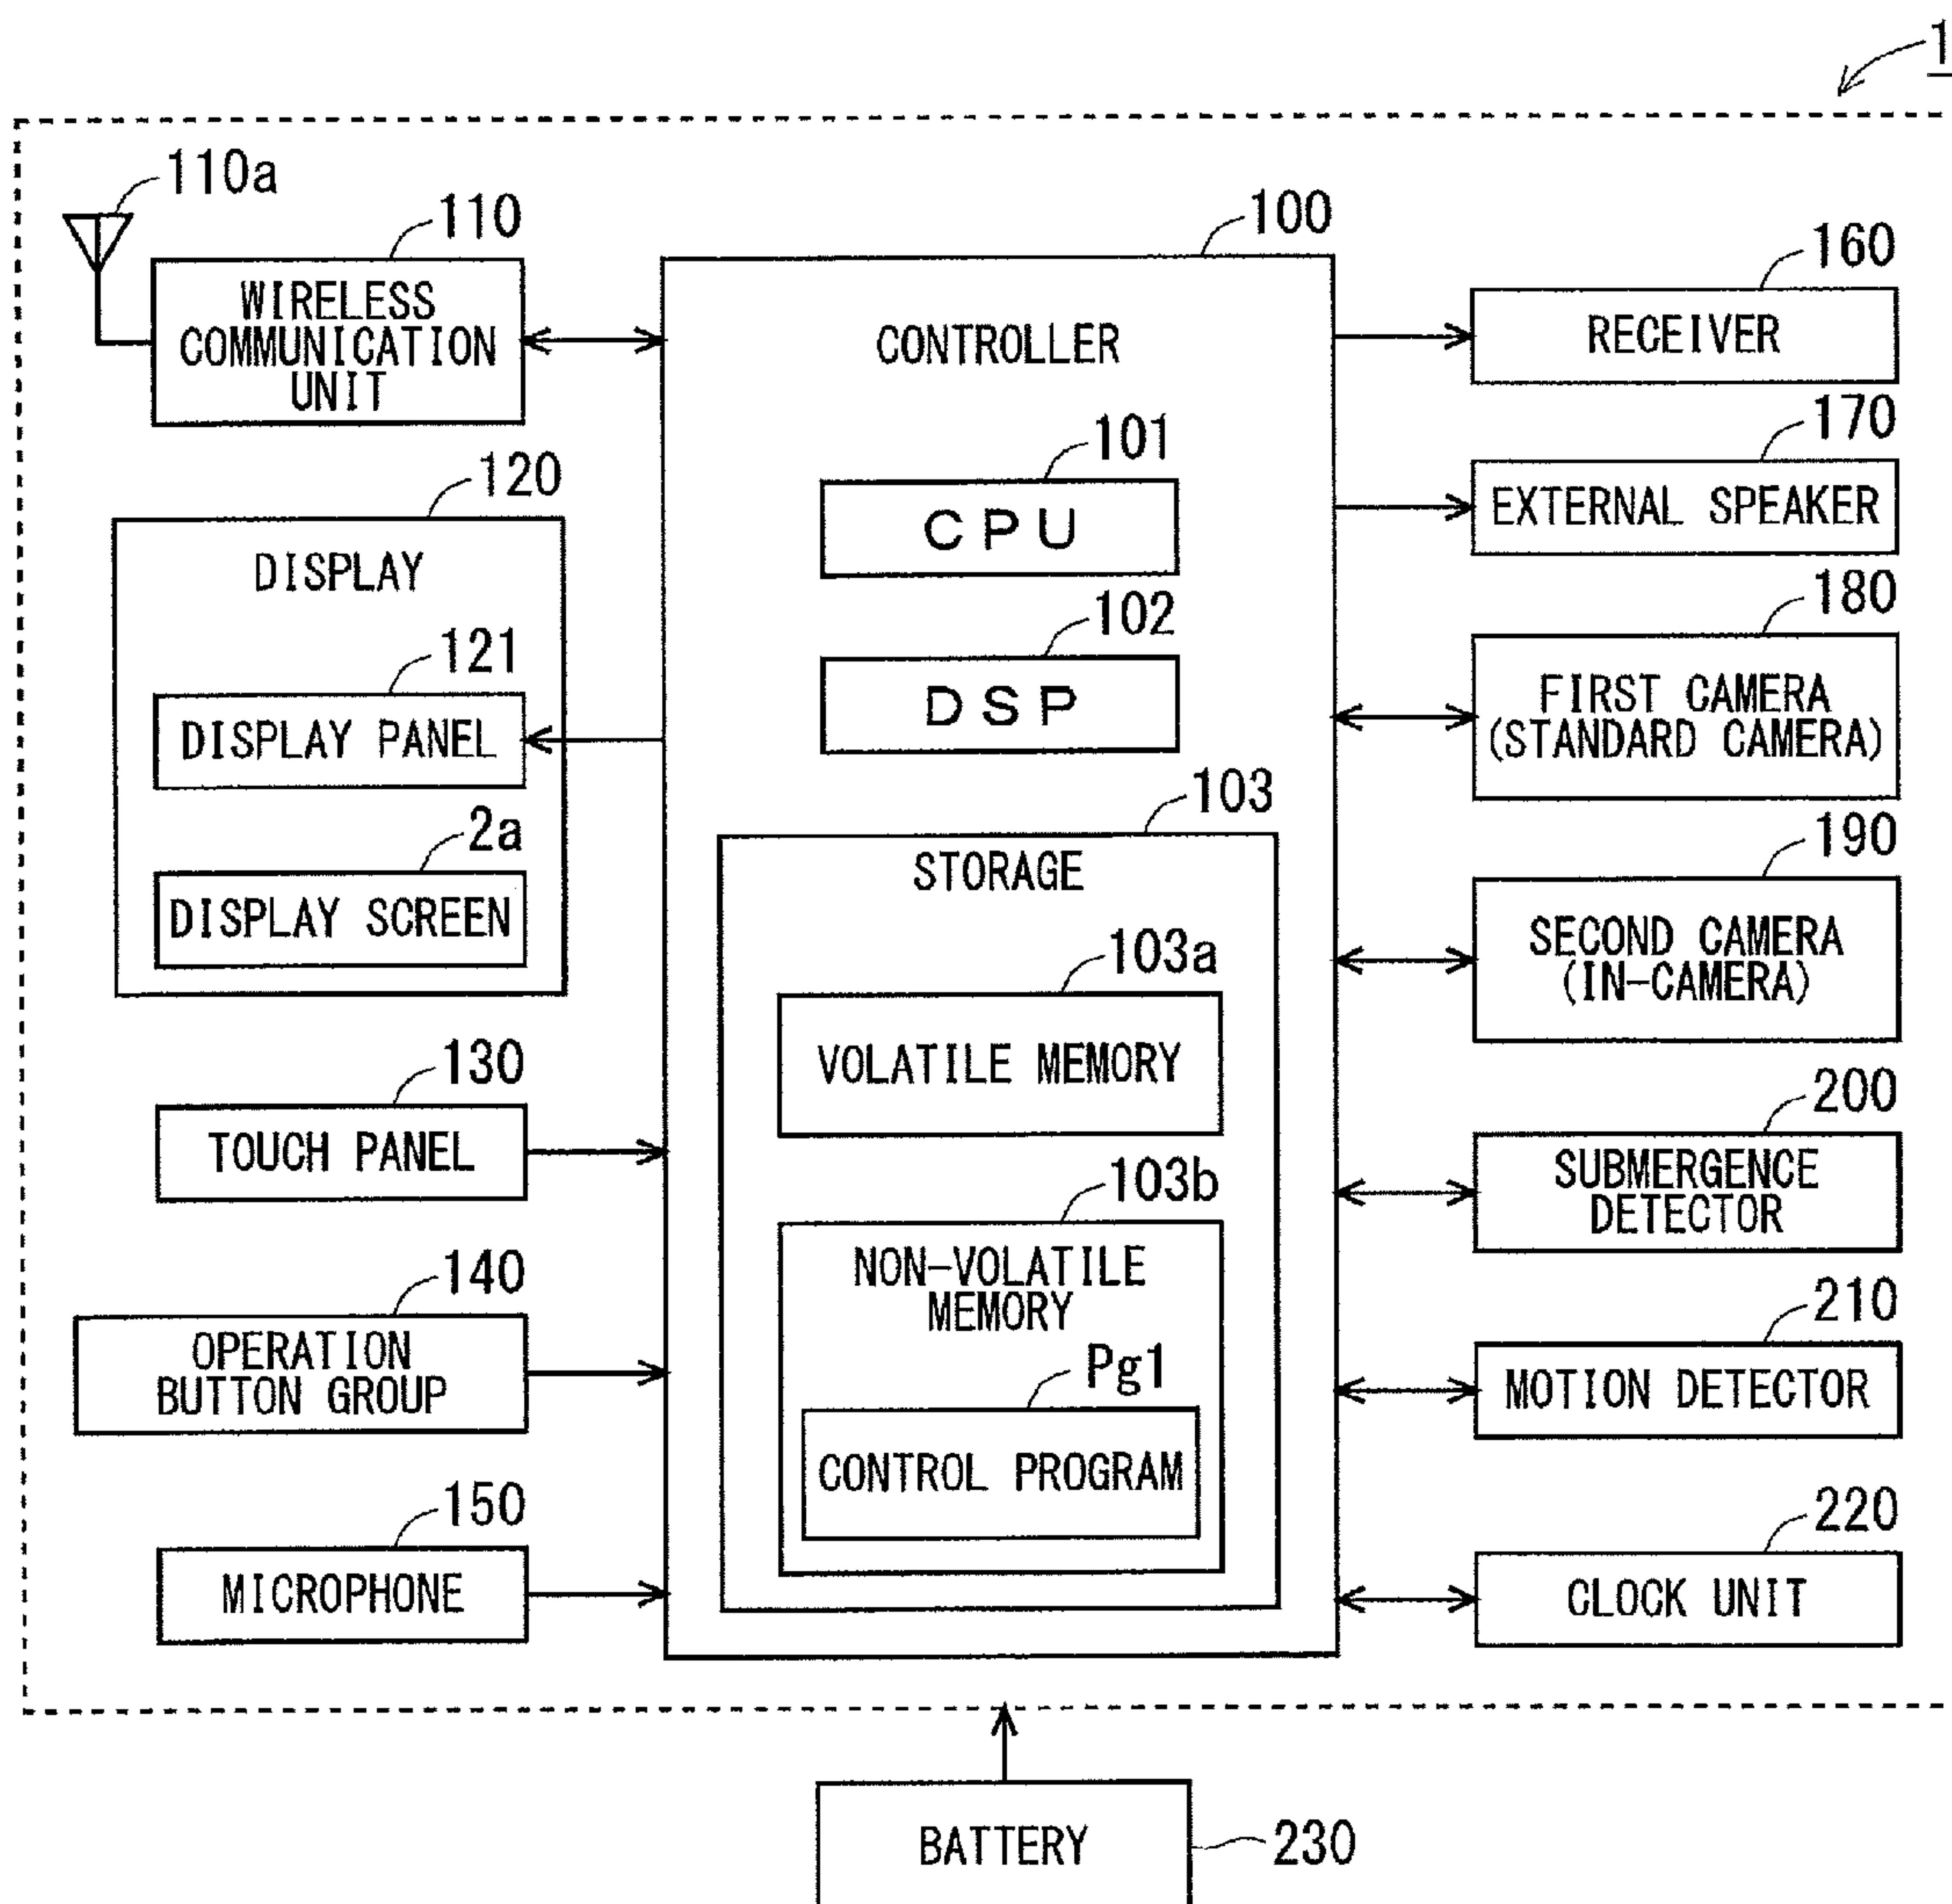 1
110a
110
WIRELESS
COMMUNICATION
UNIT
120
DISPLAY
121
DISPLAY PANEL
2a
DISPLAY SCREEN
130
TOUCH PANEL
140
OPERATION
BUTTON GROUP
150
MICROPHONE
100
CONTROLLER
101
CPU
102
DSP
103
STORAGE
103a
VOLATILE MEMORY
103b
NON-VOLATILE
MEMORY
Pg1
CONTROL PROGRAM
160
RECEIVER
170
EXTERNAL SPEAKER
180
FIRST CAMERA
(STANDARD CAMERA)
190
SECOND CAMERA
(IN-CAMERA)
200
SUBMERGENCE
DETECTOR
210
MOTION DETECTOR
220
CLOCK UNIT
BATTERY
230